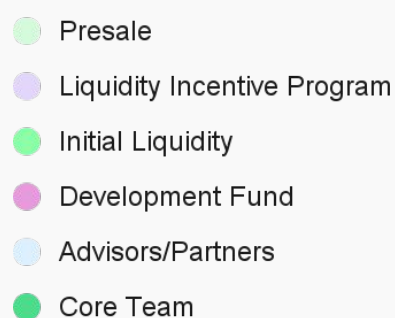 Presale
Liquidity Incentive Program
Initial Liquidity
Development Fund
Advisors/Partners
Core Team